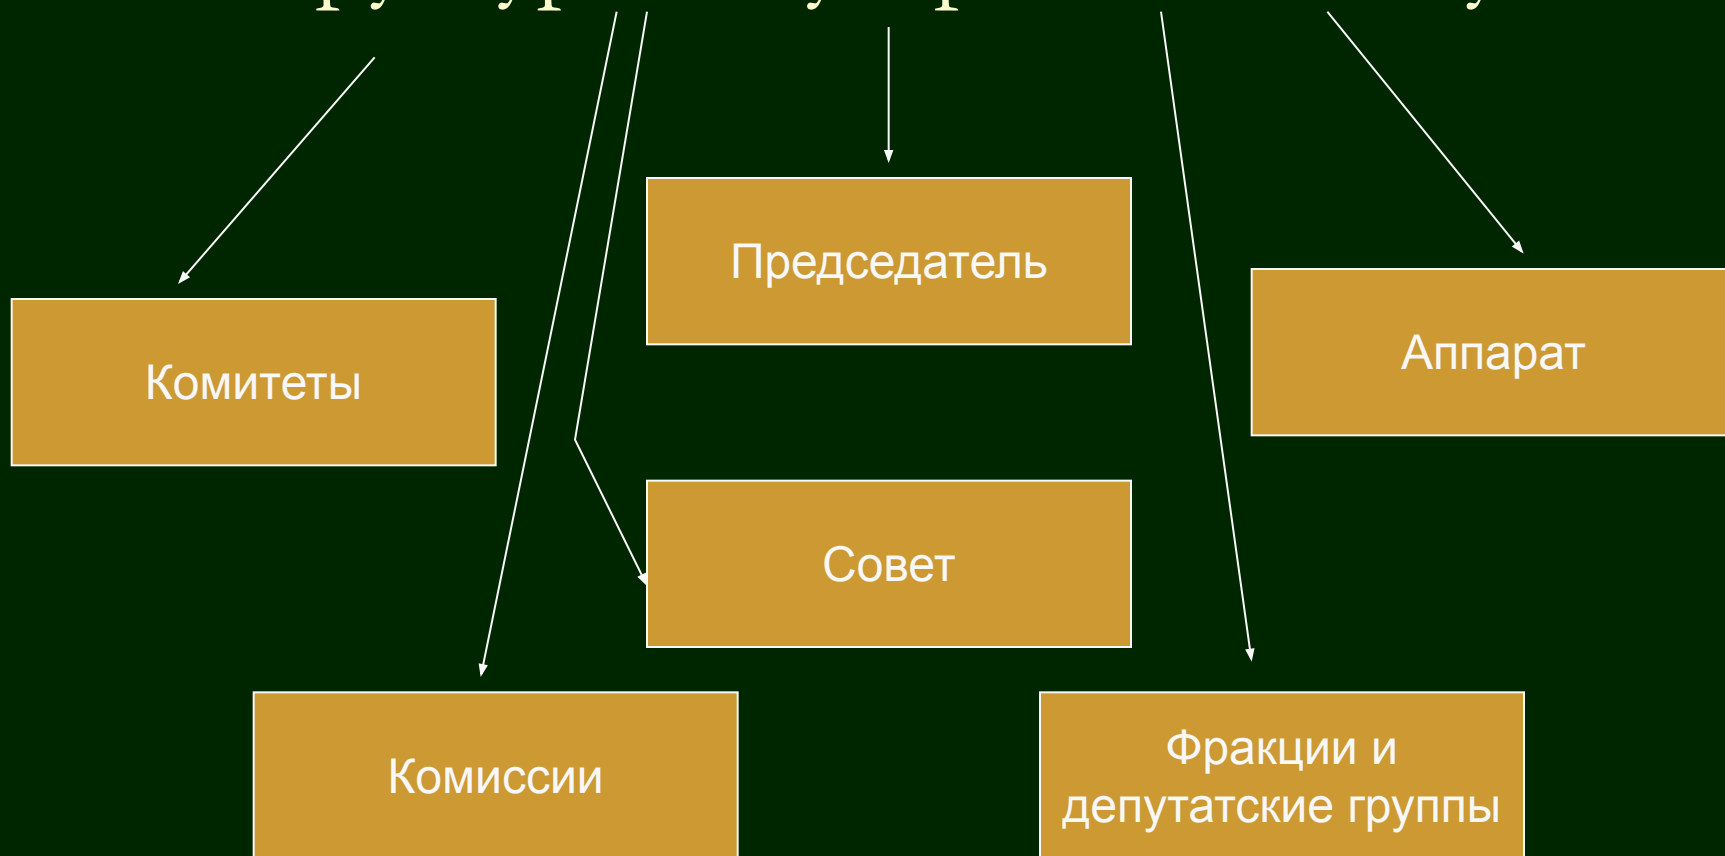 Председатель
Аппарат
Комитеты
Совет
Комиссии
Фракции и
депутатские группы